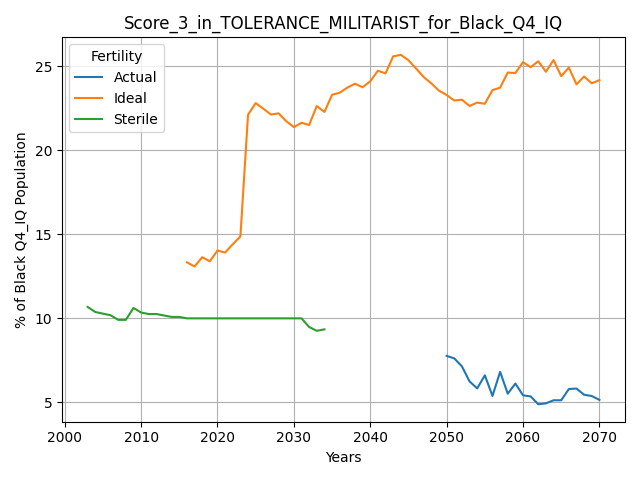 Score_3_in_TOLERANCE_MILITARIST_for_Black_Q4_IQ
Fertility
Actual
Ideal
Sterile
% of Black Q4_IQ Population
25
20
15
10
5
2000 2010 2020 2030 2040 2050 2060 2070
Years